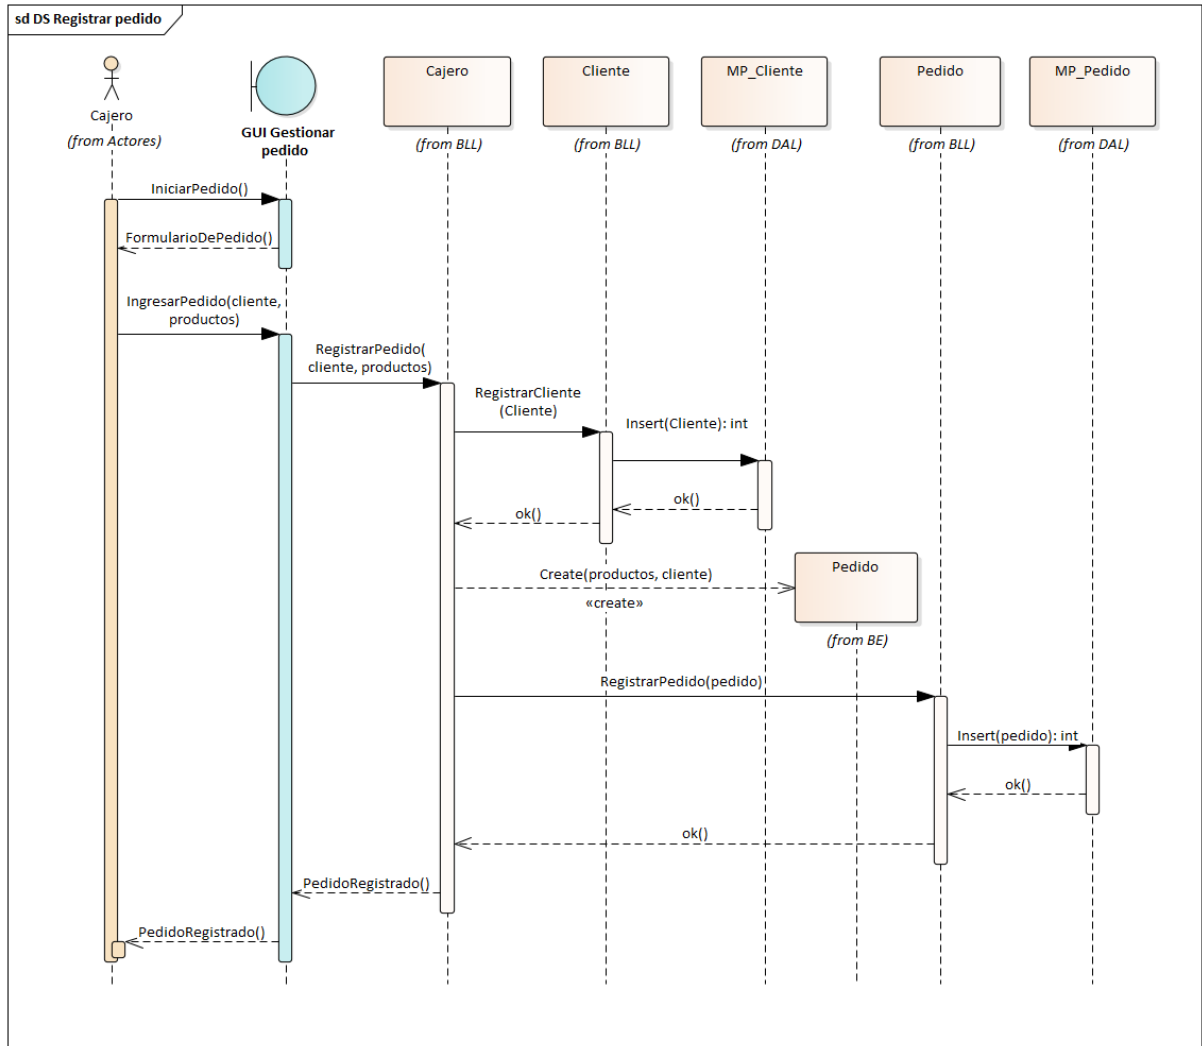 sd DS Registrar pedido
Cajero
(from Actores)
GUI Gestionar
pedido
Cajero
(from BLL)
Cliente
(from BLL)
MP_Cliente
(from DAL)
Pedido
(from BLL)
MP_Pedido
(from DAL)
IniciarPedido()
FormularioDePedido()
IngresarPedido(cliente,
productos)
RegistrarPedido(
cliente, productos)
RegistrarCliente
(Cliente)
Insert(Cliente): int
ok()
ok()
Create(productos, cliente)
«create»
Pedido
(from BE)
RegistrarPedido(pedido)
Insert(pedido): int
ok()
ok()
PedidoRegistrado()
PedidoRegistrado()